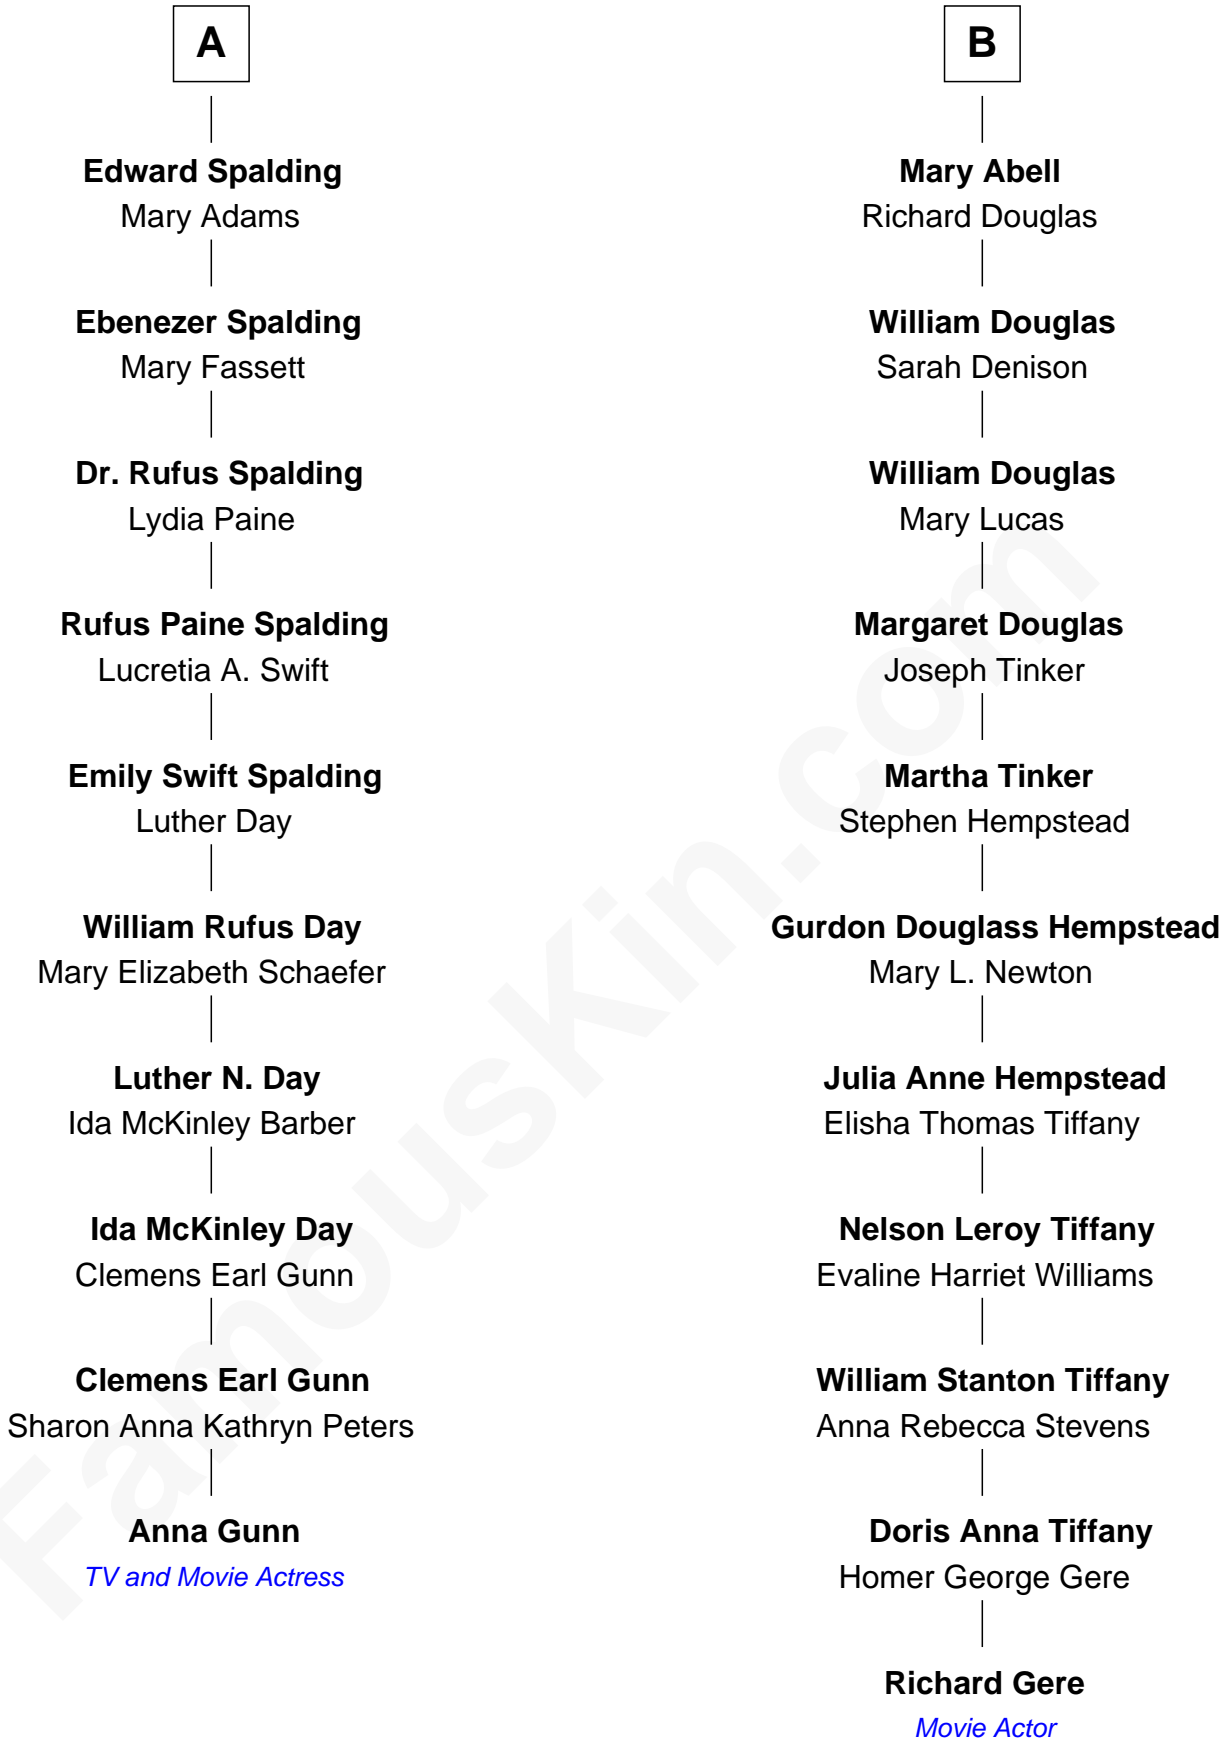 A
Edward Spalding
Mary Adams
Ebenezer Spalding
Mary Fassett
Dr. Rufus Spalding
Lydia Paine
Rufus Paine Spalding
Lucretia A. Swift
Emily Swift Spalding
Luther Day
William Rufus Day
Mary Elizabeth Schaefer
Luther N. Day
Ida McKinley Barber
Ida McKinley Day
Clemens Earl Gunn
Clemens Earl Gunn
Sharon Anna Kathryn Peters
Anna Gunn
TV and Movie Actress
B
Mary Abell
Richard Douglas
William Douglas
Sarah Denison
William Douglas
Mary Lucas
Margaret Douglas
Joseph Tinker
Martha Tinker
Stephen Hempstead
Gurdon Douglass Hempstead
Mary L. Newton
Julia Anne Hempstead
Elisha Thomas Tiffany
Nelson Leroy Tiffany
Evaline Harriet Williams
William Stanton Tiffany
Anna Rebecca Stevens
Doris Anna Tiffany
Homer George Gere
Richard Gere
Movie Actor
FamousKin.com